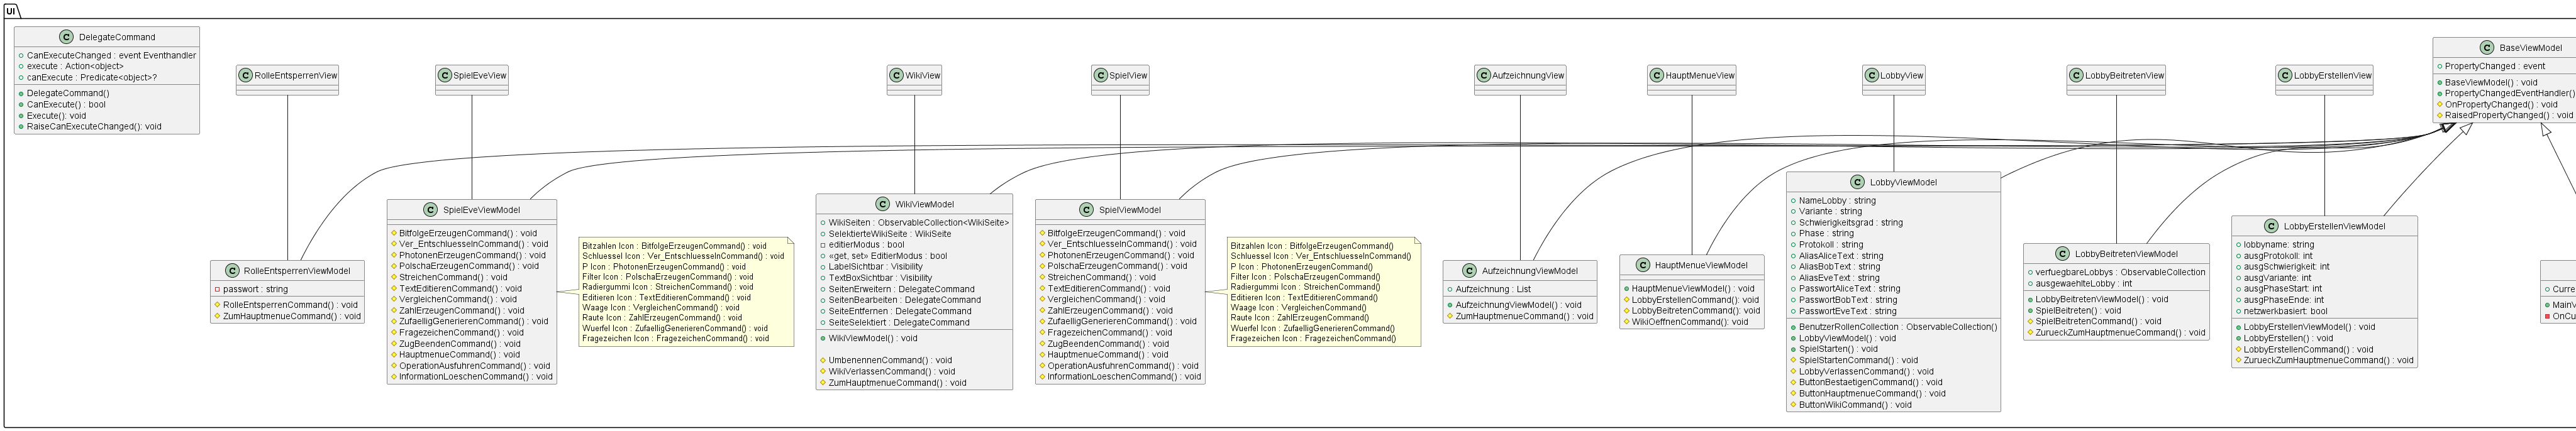 UI
C DelegateCommand
CanExecuteChanged : event Eventhandler
execute : Action<object>
canExecute : Predicate<object>?
DelegateCommand()
CanExecute() : bool
Execute(): void
RaiseCanExecuteChanged(): void
C RolleEntsperrenView
C SpielEveView
C WikiView
C SpielView
C AufzeichnungView
C HauptMenueView
C LobbyView
C LobbyBeitretenView
C LobbyErstellenView
C BaseViewModel
PropertyChanged : event
BaseViewModel() : void
PropertyChangedEventHandler()
OnPropertyChanged() : void
RaisedPropertyChanged() : void
C RolleEntsperrenViewModel
passwort : string
RolleEntsperrenCommand() : void
ZumHauptmenueCommand() : void
C SpielEveViewModel
BitfolgeErzeugenCommand() : void
Ver_EntschluesselnCommand() : void
PhotonenErzeugenCommand() : void
PolschaErzeugenCommand() : void
StreichenCommand() : void
TextEditierenCommand() : void
VergleichenCommand() : void
ZahlErzeugenCommand() : void
ZufaelligGenerierenCommand() : void
FragezeichenCommand() : void
ZugBeendenCommand() : void
HauptmenueCommand() : void
OperationAusfuhrenCommand() : void
InformationLoeschenCommand() : void
Bitzahlen Icon : BitfolgeErzeugenCommand() : void
Schluessel Icon : Ver_EntschluesselnCommand() : void
P Icon : PhotonenErzeugenCommand() : void
Filter Icon : PolschaErzeugenCommand() : void
Radiergummi Icon : StreichenCommand() : void
Editieren Icon : TextEditierenCommand() : void
Waage Icon : VergleichenCommand() : void
Raute Icon : ZahlErzeugenCommand() : void
Wuerfel Icon : ZufaelligGenerierenCommand() : void
Fragezeichen Icon : FragezeichenCommand() : void
C WikiViewModel
WikiSeiten : ObservableCollection<WikiSeite>
SelektierteWikiSeite : WikiSeite
editierModus : bool
«get, set» EditierModus : bool
LabelSichtbar : Visibility
TextBoxSichtbar : Visibility
SeitenErweitern : DelegateCommand
SeitenBearbeiten : DelegateCommand
SeiteEntfernen : DelegateCommand
SeiteSelektiert : DelegateCommand
WikiViewModel() : void
UmbenennenCommand() : void
WikiVerlassenCommand() : void
ZumHauptmenueCommand() : void
C SpielViewModel
BitfolgeErzeugenCommand() : void
Ver_EntschluesselnCommand() : void
PhotonenErzeugenCommand() : void
PolschaErzeugenCommand() : void
StreichenCommand() : void
TextEditierenCommand() : void
VergleichenCommand() : void
ZahlErzeugenCommand() : void
ZufaelligGenerierenCommand() : void
FragezeichenCommand() : void
ZugBeendenCommand() : void
HauptmenueCommand() : void
OperationAusfuhrenCommand() : void
InformationLoeschenCommand() : void
Bitzahlen Icon : BitfolgeErzeugenCommand()
Schluessel Icon : Ver_EntschluesselnCommand()
P Icon : PhotonenErzeugenCommand()
Filter Icon : PolschaErzeugenCommand()
Radiergummi Icon : StreichenCommand()
Editieren Icon : TextEditierenCommand()
Waage Icon : VergleichenCommand()
Raute Icon : ZahlErzeugenCommand()
Wuerfel Icon : ZufaelligGenerierenCommand()
Fragezeichen Icon : FragezeichenCommand()
C AufzeichnungViewModel
Aufzeichnung : List
AufzeichnungViewModel() : void
ZumHauptmenueCommand() : void
C HauptMenueViewModel
HauptMenueViewModel() : void
LobbyErstellenCommand(): void
LobbyBeitretenCommand(): void
WikiOeffnenCommand(): void
C LobbyViewModel
NameLobby : string
Variante : string
Schwierigkeitsgrad : string
Phase : string
Protokoll : string
AliasAliceText : string
AliasBobText : string
AliasEveText : string
PasswortAliceText : string
PasswortBobText : string
PasswortEveText : string
BenutzerRollenCollection : ObservableCollection()
LobbyViewModel() : void
SpielStarten() : void
SpielStartenCommand() : void
LobbyVerlassenCommand() : void
ButtonBestaetigenCommand() : void
ButtonHauptmenueCommand() : void
ButtonWikiCommand() : void
C LobbyBeitretenViewModel
verfuegbareLobbys : ObservableCollection
ausgewaehlteLobby : int
LobbyBeitretenViewModel() : void
SpielBeitreten() : void
SpielBeitretenCommand() : void
ZurueckZumHauptmenueCommand() : void
C LobbyErstellenViewModel
lobbyname: string
ausgProtokoll: int
ausgSchwierigkeit: int
ausgVariante: int
ausgPhaseStart: int
ausgPhaseEnde: int
netzwerkbasiert: bool
LobbyErstellenViewModel() : void
LobbyErstellen() : void
LobbyErstellenCommand() : void
ZurueckZumHauptmenueCommand() : void
Curre
MainV
OnCu